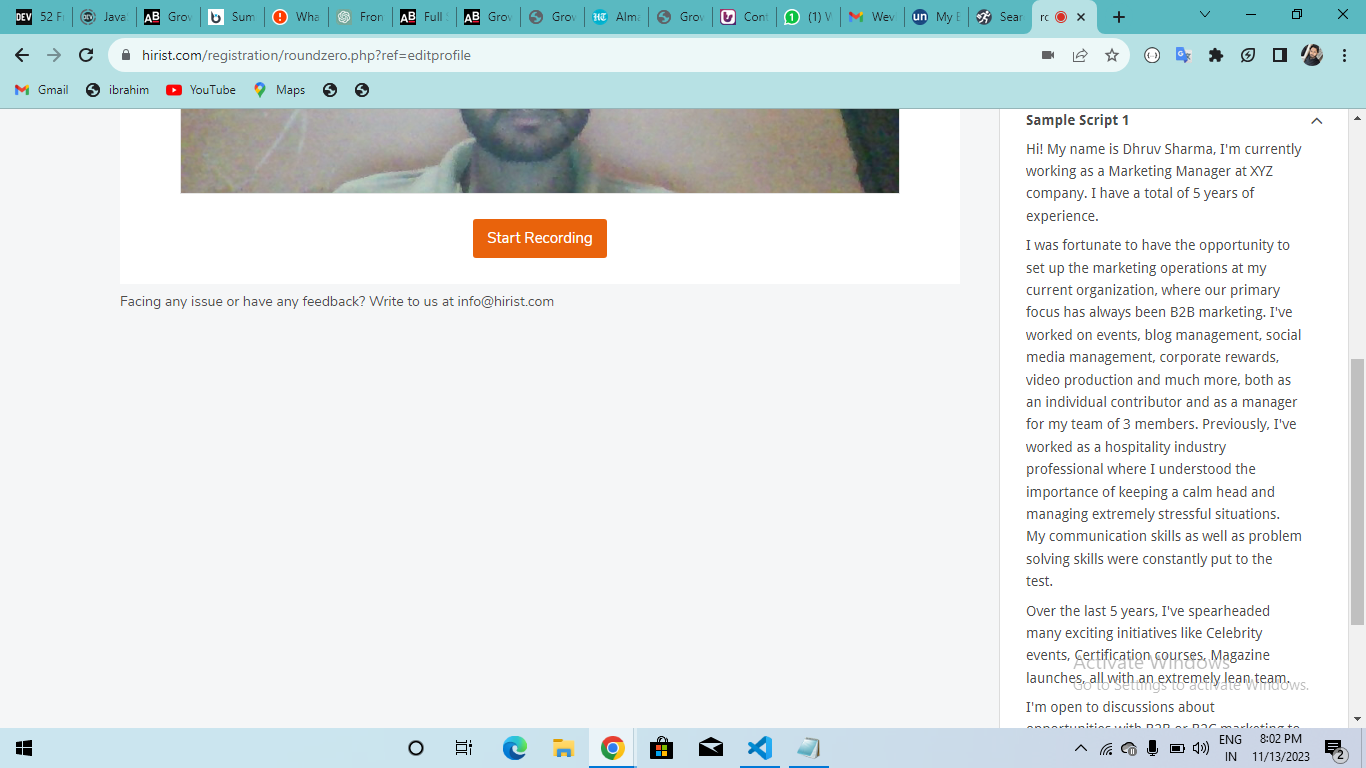 52 F
Java
Grov
Sum
Wha
Fron
Full
Grov
Grov
Alma
Grov
Cont
(1) W
Wev
My E
Sear
rc
hirist.com/registration/roundzero.php?ref=editprofile
Gmail
ibrahim
YouTube
Maps
Start Recording
Facing any issue or have any feedback? Write to us at info@hirist.com
Sample Script 1
Hi! My name is Dhruv Sharma, I'm currently
working as a Marketing Manager at XYZ
company. I have a total of 5 years of
experience.
I was fortunate to have the opportunity to
set up the marketing operations at my
current organization, where our primary
focus has always been B2B marketing. I've
worked on events, blog management, social
media management, corporate rewards,
video production and much more, both as
an individual contributor and as a manager
for my team of 3 members. Previously, I've
worked as a hospitality industry
professional where I understood the
importance of keeping a calm head and
managing extremely stressful situations.
My communication skills as well as problem
solving skills were constantly put to the
test.
Over the last 5 years, I've spearheaded
many exciting initiatives like Celebrity
events, Certification courses, Magazine
launches, all with an extremely lean team.
I'm open to discussions about
opportunities with B2B or B2C marketing to
Activate Windows
Go to Settings to activate Windows.
ENG
IN
8:02 PM
11/13/2023
2